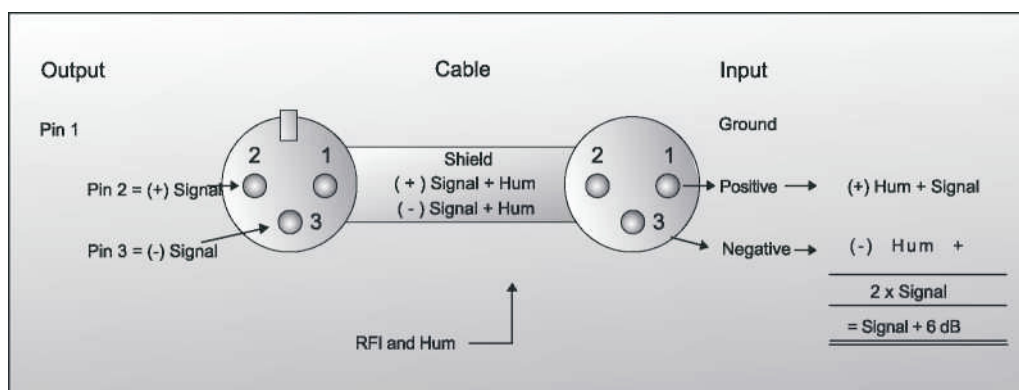 Output
Cable
Input
Pin 1
Ground
2 1
3
Shield
(+) Signal + Hum
(-) Signal + Hum
2 1
3
Pin 2 = (+) Signal
Positive
(+) Hum + Signal
Pin 3 = (-) Signal
Negative
(-) Hum +
2 x Signal
= Signal + 6 dB
RFI and Hum